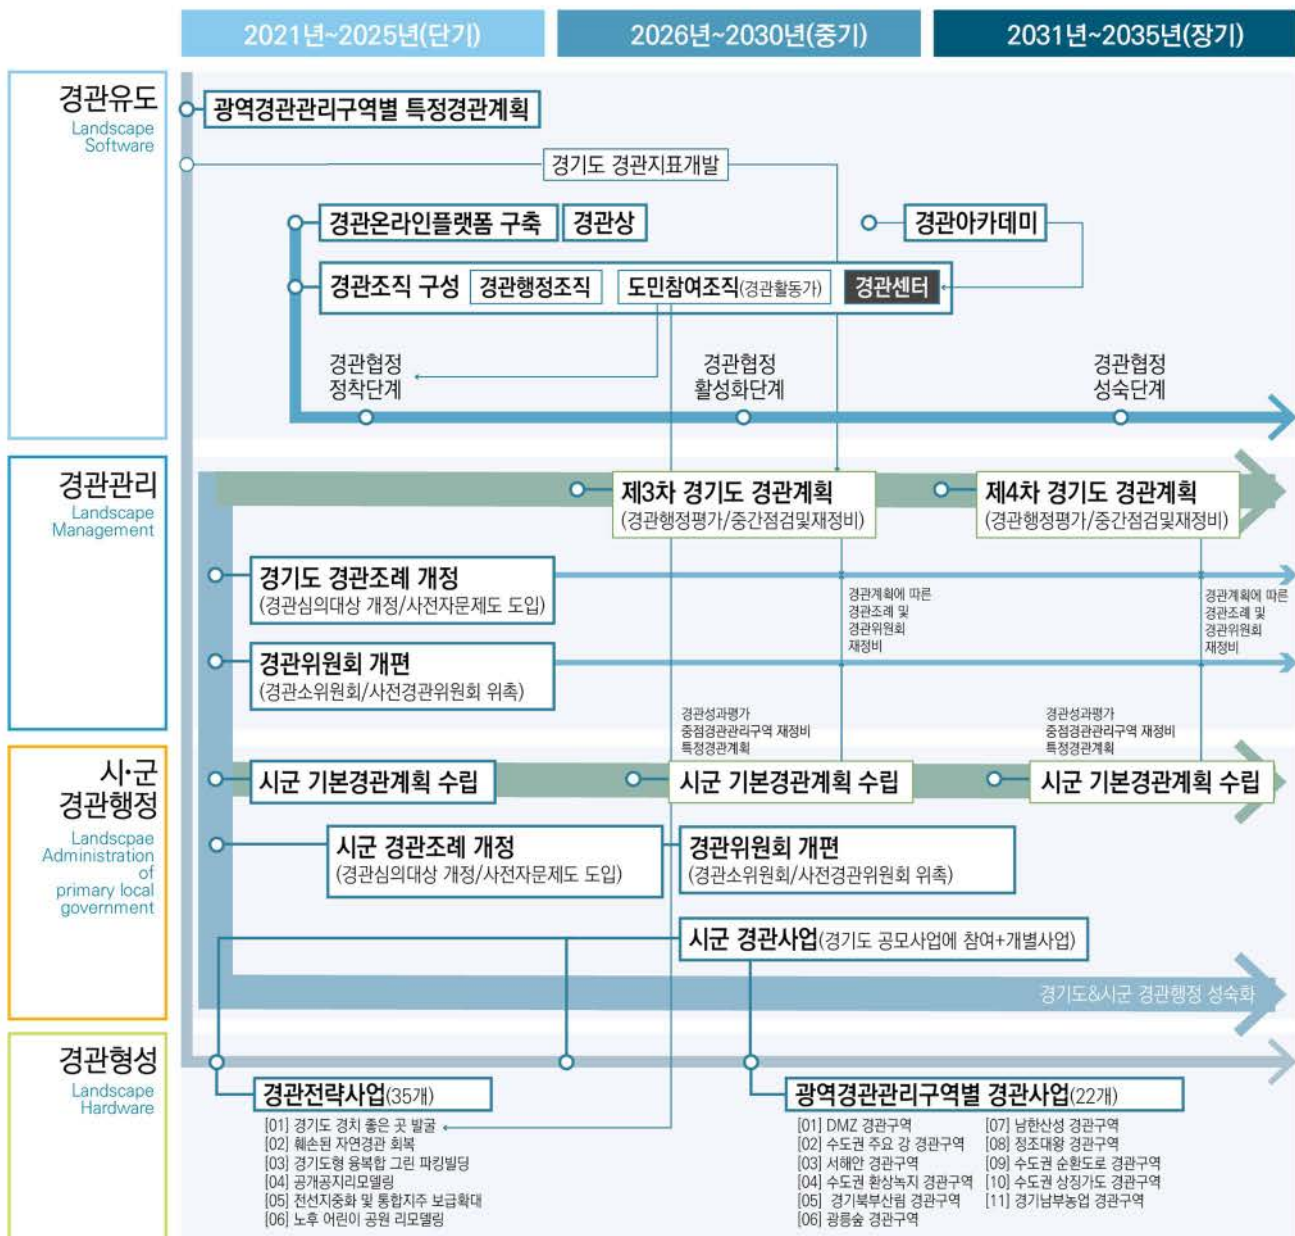 2021년~2025년(단기)
2026년~2030년(중기)
2031년~2035년(장기)
경관유도
Landscape
Software
광역경관관리구역별 특정경관계획
경기도 경관지표개발
경관온라인플랫폼 구축
경관상
경관아카데미
경관조직 구성
경관행정조직
도민참여조직(경관활동가)
경관센터
경관협정
정착단계
경관협정
활성화단계
경관협정
성숙단계
경관관리
Landscape
Management
제3차 경기도 경관계획
(경관행정평가/중간점검및재정비)
제4차 경기도 경관계획
(경관행정평가/중간점검및재정비)
경기도 경관조례 개정
(경관심의대상 개정/사전자문제도 도입)
경관계획에 따른
경관조례 및
경관위원회
재정비
경관계획에 따른
경관조례 및
경관위원회
재정비
경관위원회 개편
(경관소위원회/사전경관위원회 위촉)
경관성과평가
중점경관관리구역 재정비
특정경관계획
경관성과평가
중점경관관리구역 재정비
특정경관계획
시·군
경관행정
Landscpae
Administration
of
primary local
government
시군 기본경관계획 수립
시군 기본경관계획 수립
시군 기본경관계획 수립
시군 경관조례 개정
(경관심의대상 개정/사전자문제도 도입)
경관위원회 개편
(경관소위원회/사전경관위원회 위촉)
시군 경관사업(경기도 공모사업에 참여+개별사업)
경기도&시군 경관행정 성숙화
경관형성
Landscape
Hardware
경관전략사업(35개)
[01] 경기도 경치 좋은 곳 발굴
[02] 훼손된 자연경관 회복
[03] 경기도형 융복합 그린 파킹빌딩
[04] 공개공지리모델링
[05] 전선지중화 및 통합지주 보급확대
[06] 노후 어린이 공원 리모델링
광역경관관리구역별 경관사업(22개)
[01] DMZ 경관구역
[02] 수도권 주요 강 경관구역
[03] 서해안 경관구역
[04] 수도권 환상녹지 경관구역
[05] 경기북부산림 경관구역
[06] 광릉숲 경관구역
[07] 남한산성 경관구역
[08] 정조대왕 경관구역
[09] 수도권 순환도로 경관구역
[10] 수도권 상징가도 경관구역
[11] 경기남부농업 경관구역